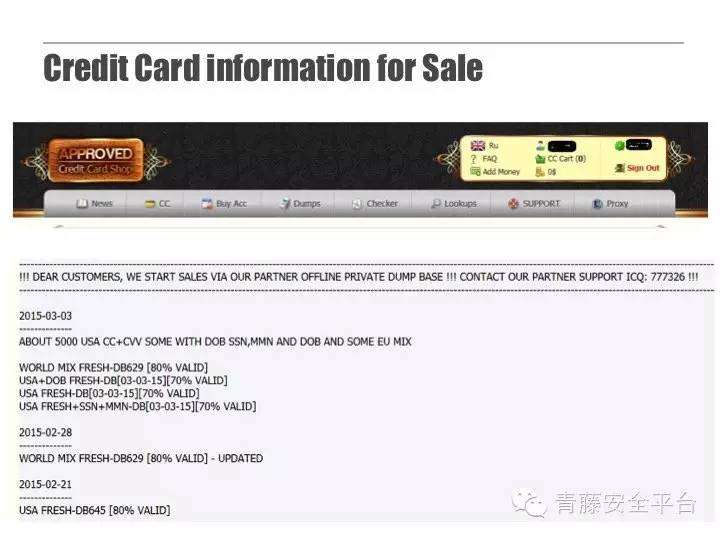 Credit Card information for Sale
APPROVED
Credit Card Shop
Ru
FAQ
CC Cart (0)
Add Money
0$
Sign Out
News
CC
Buy Acc
Dumps
Checker
Lookups
SUPPORT
Proxy
!!! DEAR CUSTOMERS, WE START SALES VIA OUR PARTNER OFFLINE PRIVATE DUMP BASE !!! CONTACT OUR PARTNER SUPPORT ICQ: 777326 !!!
2015-03-03
ABOUT 5000 USA CC+CVV SOME WITH DOB SSN,MMN AND DOB AND SOME EU MIX
WORLD MIX FRESH-DB629 [80% VALID]
USA+DOB FRESH-DB[03-03-15][70% VALID]
USA FRESH-DB[03-03-15][70% VALID]
USA FRESH+SSN+MMN-DB[03-03-15][70% VALID]
2015-02-28
WORLD MIX FRESH-DB629 [80% VALID] - UPDATED
2015-02-21
USA FRESH-DB645 [80% VALID]
青藤安全平台